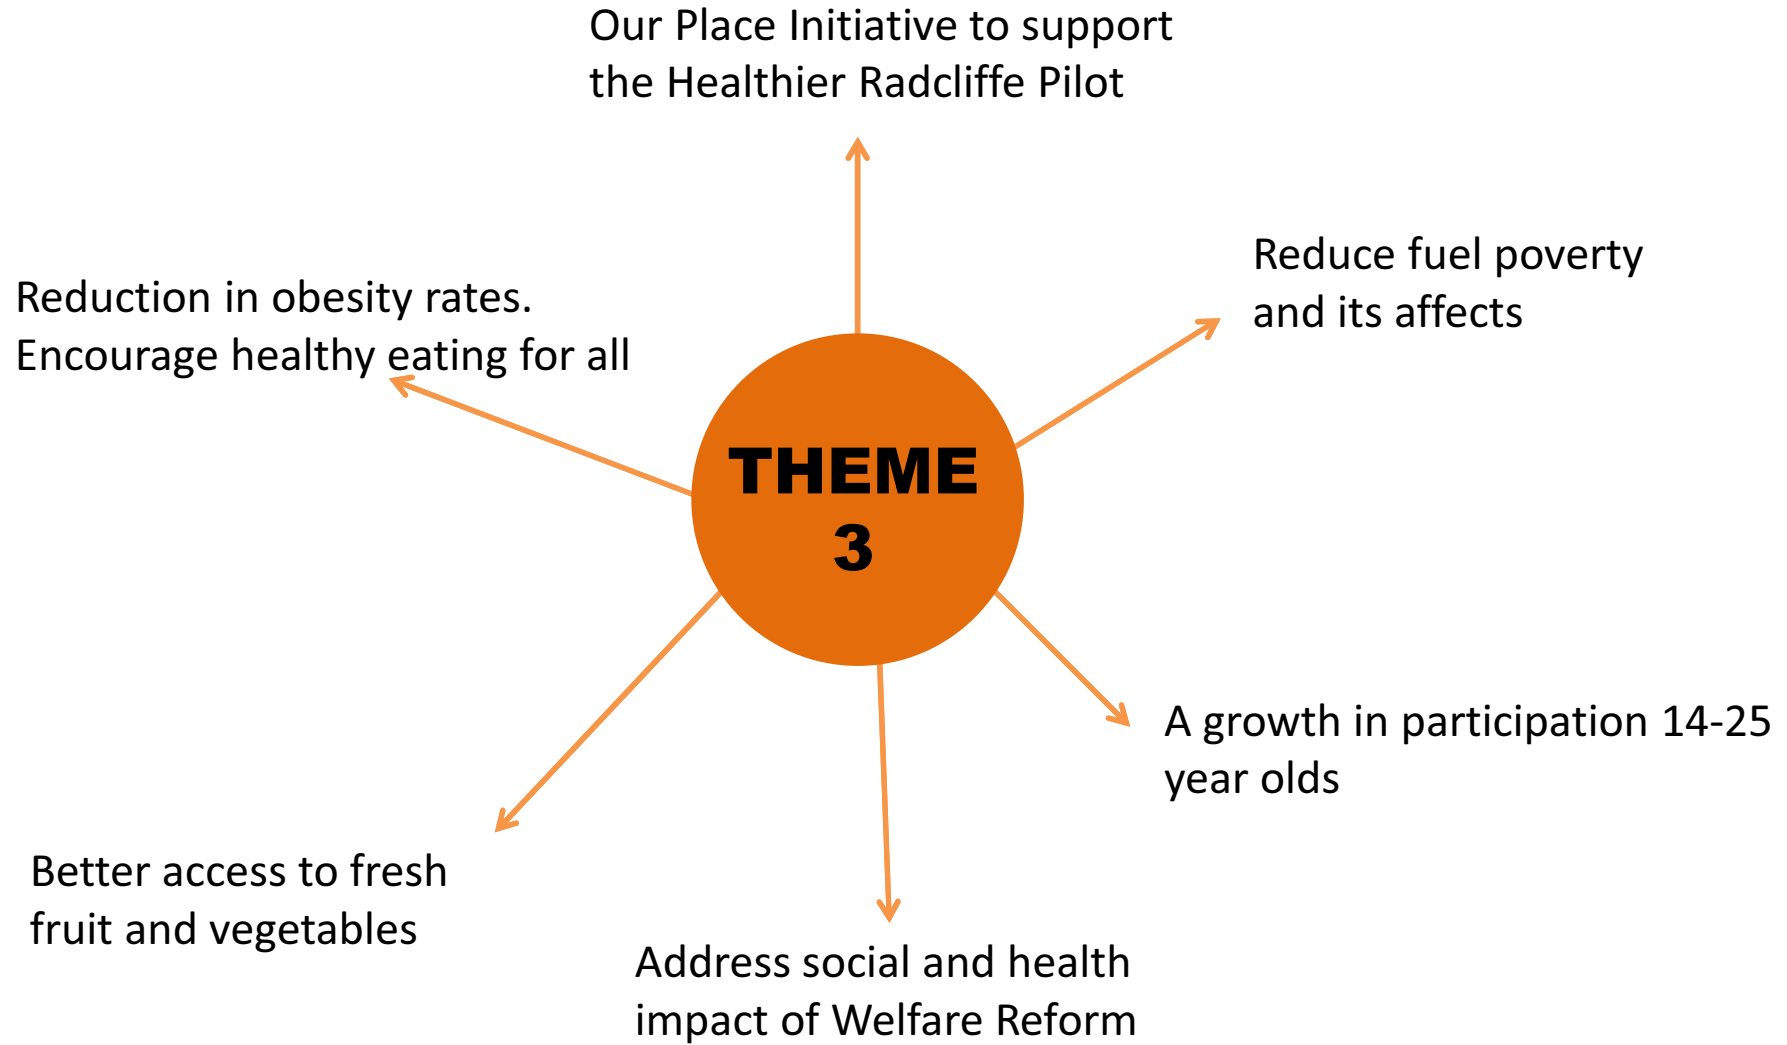 Our Place Initiative to support
the Healthier Radcliffe Pilot
Reduce fuel poverty
and its affects
Reduction in obesity rates.
Encourage healthy eating for all
THEME
3
A growth in participation 14-25
year olds
Better access to fresh
fruit and vegetables
Address social and health
impact of Welfare Reform